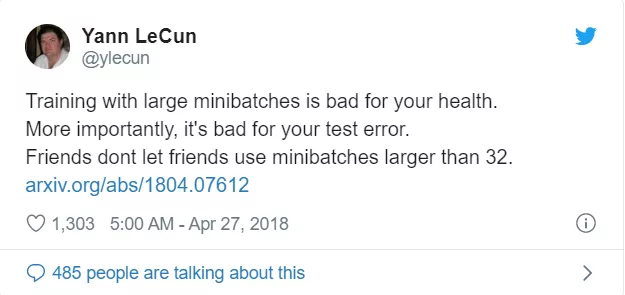 Yann LeCun
@ylecun
Training with large minibatches is bad for your health.
More importantly, it's bad for your test error.
Friends dont let friends use minibatches larger than 32.
arxiv.org/abs/1804.07612
1,303 5:00 AM - Apr 27, 2018
485 people are talking about this